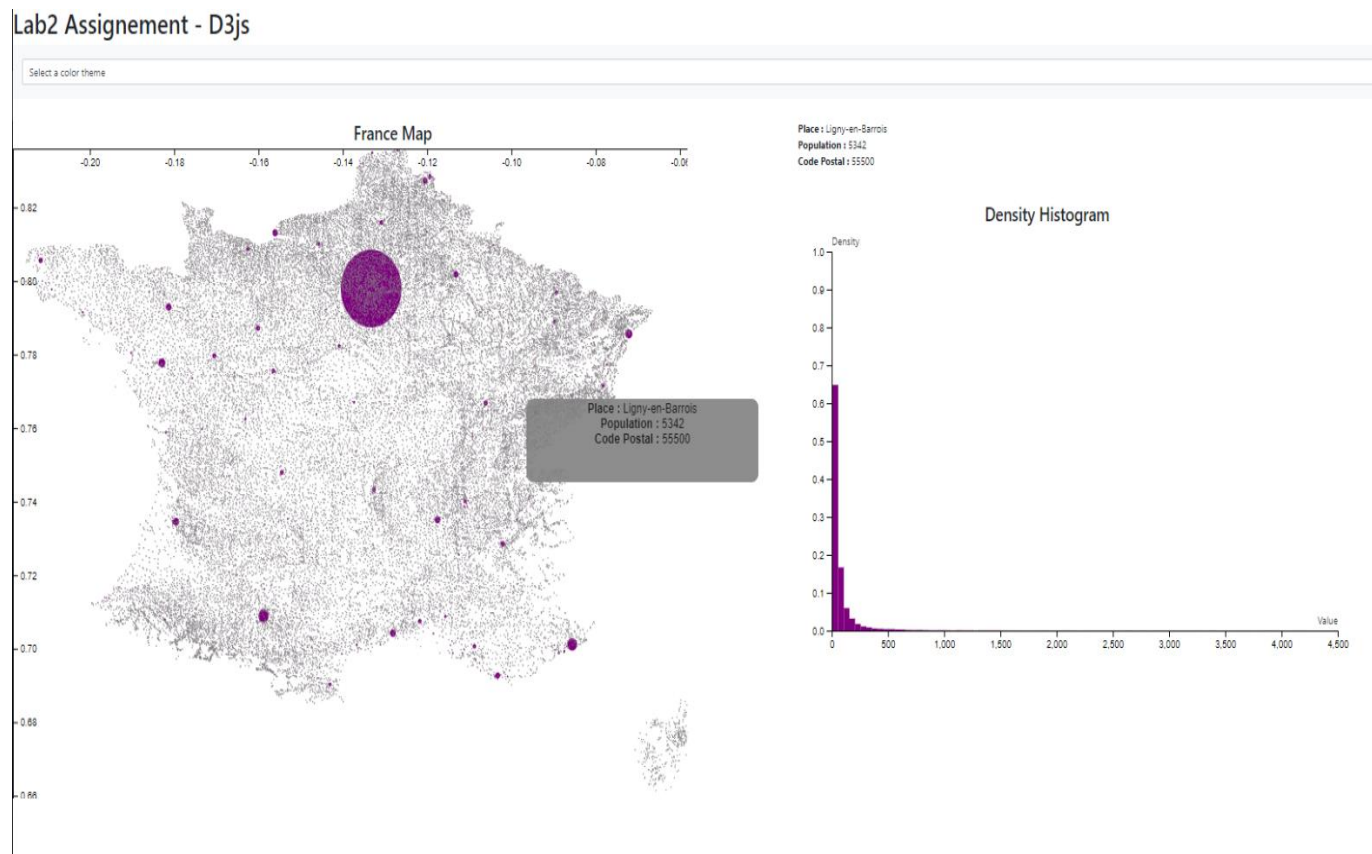 Lab2 Assignement - D3js
Select a color theme
France Map
-0.20 -0.18 -0.16 -0.14 -0.12 -0.10 -0.08
0.82
0.80
0.78
0.76
0.74
0.72
0.70
0.68
0.66
Place : Ligny-en-Barrois
Population : 5342
Code Postal : 55500
Place : Ligny-en-Barrois
Population : 5342
Code Postal : 55500
Density Histogram
Density
1.0
0.9
0.8
0.7
0.6
0.5
0.4
0.3
0.2
0.1
0.0
Value
0 500 1,000 1,500 2,000 2,500 3,000 3,500 4,500